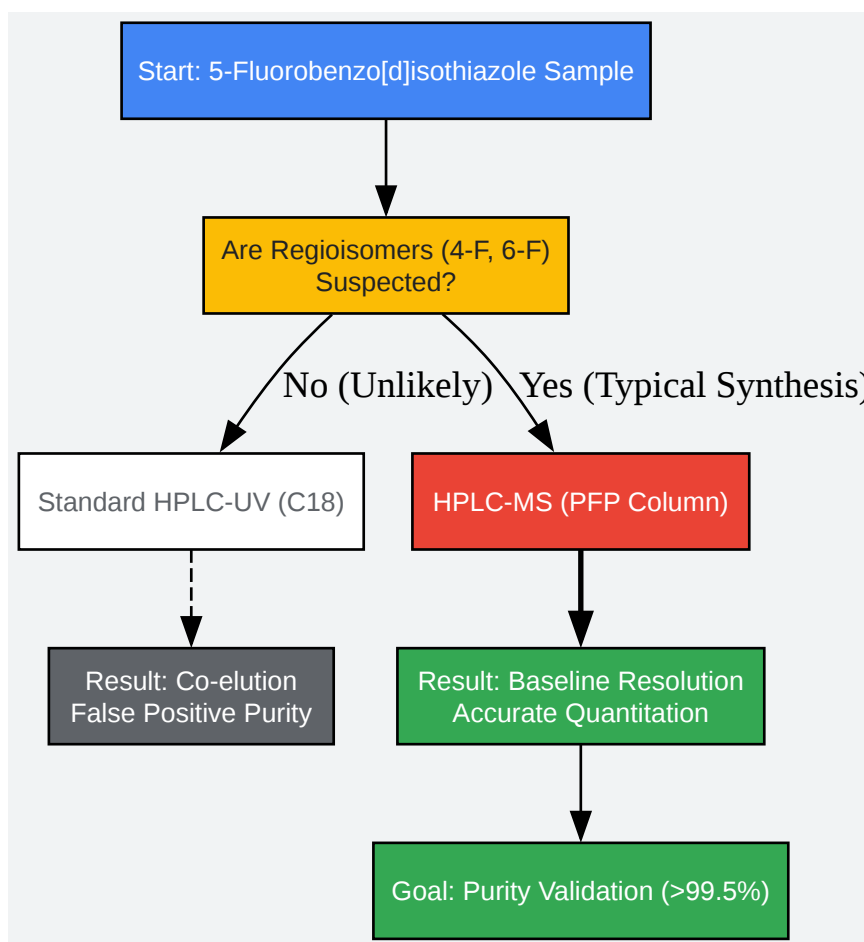 Start: 5-Fluorobenzo[d]isothiazole Sample
Are Regioisomers (4-F, 6-F)
Suspected?
No (Unlikely)
Yes (Typical Synthesis)
Standard HPLC-UV (C18)
HPLC-MS (PFP Column)
Result: Co-elution
False Positive Purity
Result: Baseline Resolution
Accurate Quantitation
Goal: Purity Validation (>99.5%)